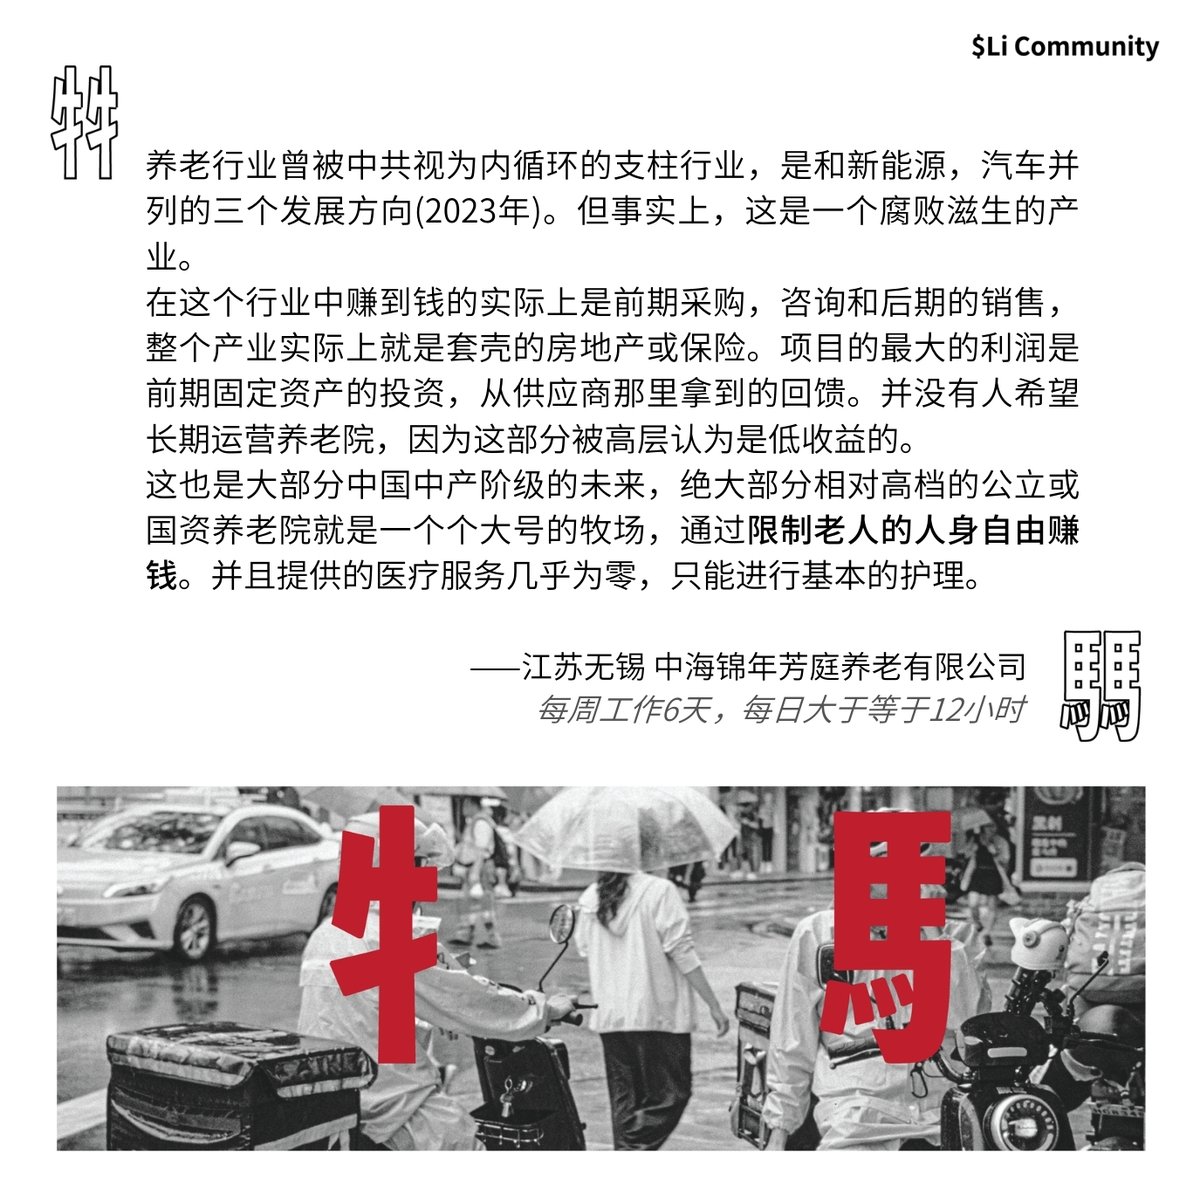 $Li Community
牜牜
养老行业曾被中共视为内循环的支柱行业，是和新能源，汽车并
列的三个发展方向(2023年)。但事实上，这是一个腐败滋生的产
业。
在这个行业中赚到钱的实际上是前期采购，咨询和后期的销售，
整个产业实际上就是套壳的房地产或保险。项目的最大的利润是
前期固定资产的投资，从供应商那里拿到的回馈。并没有人希望
长期运营养老院，因为这部分被高层认为是低收益的。
这也是大部分中国中产阶级的未来，绝大部分相对高档的公立或
国资养老院就是一个个大号的牧场，通过限制老人的人身自由赚
钱。并且提供的医疗服务几乎为零，只能进行基本的护理。
——江苏无锡 中海锦年芳庭养老有限公司
每周工作6天，每日大于等于12小时
馬馬
牜 馬